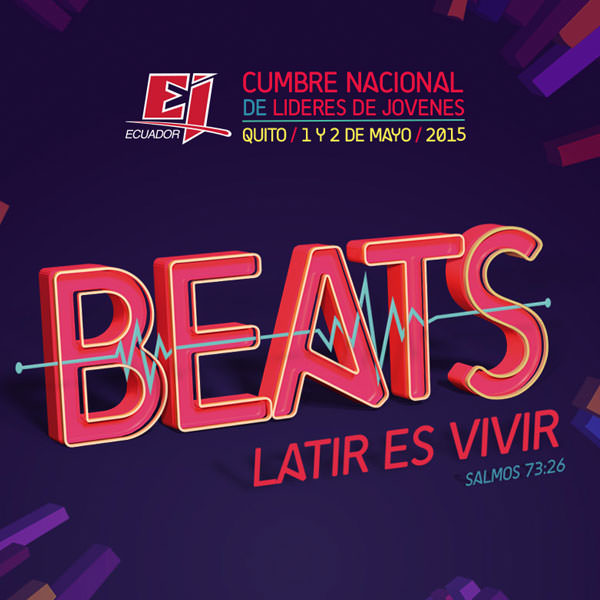 EJ
ECUADOR
CUMBRE NACIONAL
DE LIDERES DE JOVENES
QUITO / 1 Y 2 DE MAYO / 2015
BEATS
LATIR ES VIVIR
SALMOS 73:26